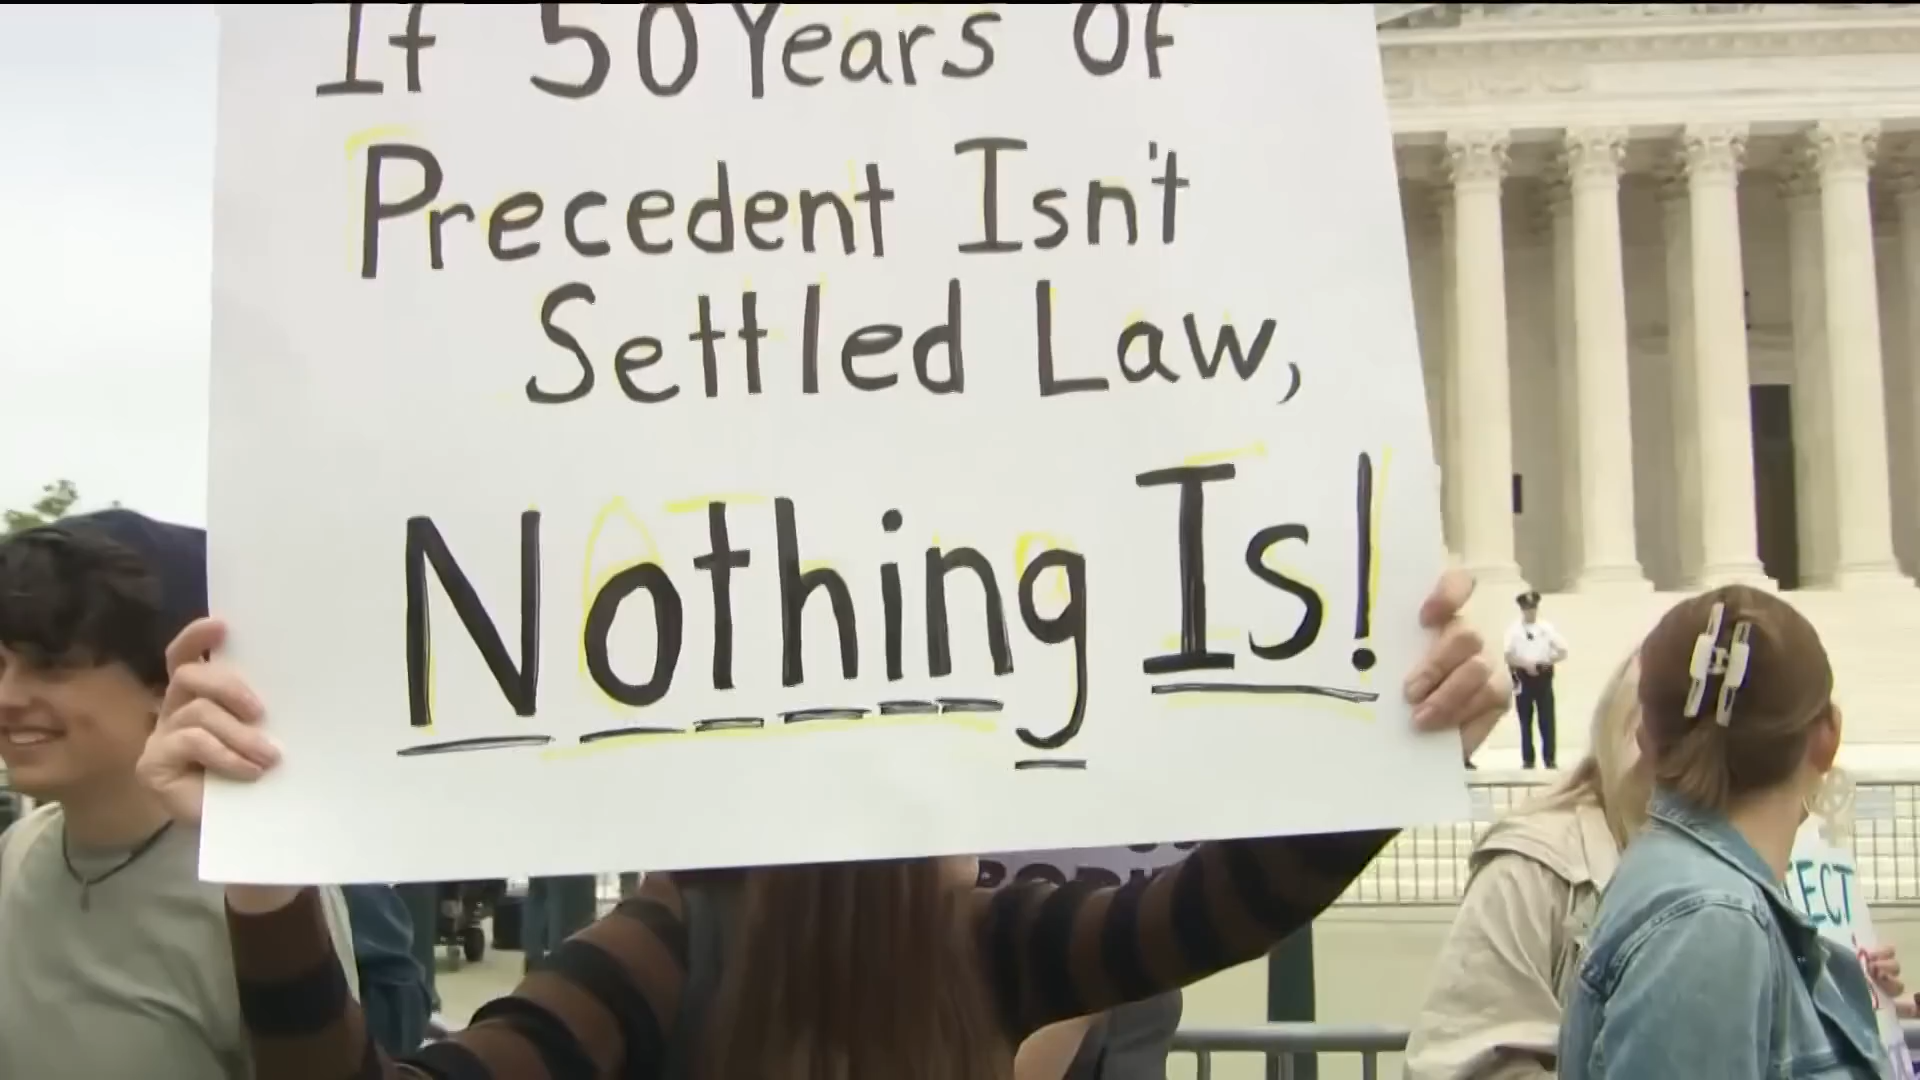 If 50 Years Of
Precedent Isn't
Settled Law,
Nothing Is!